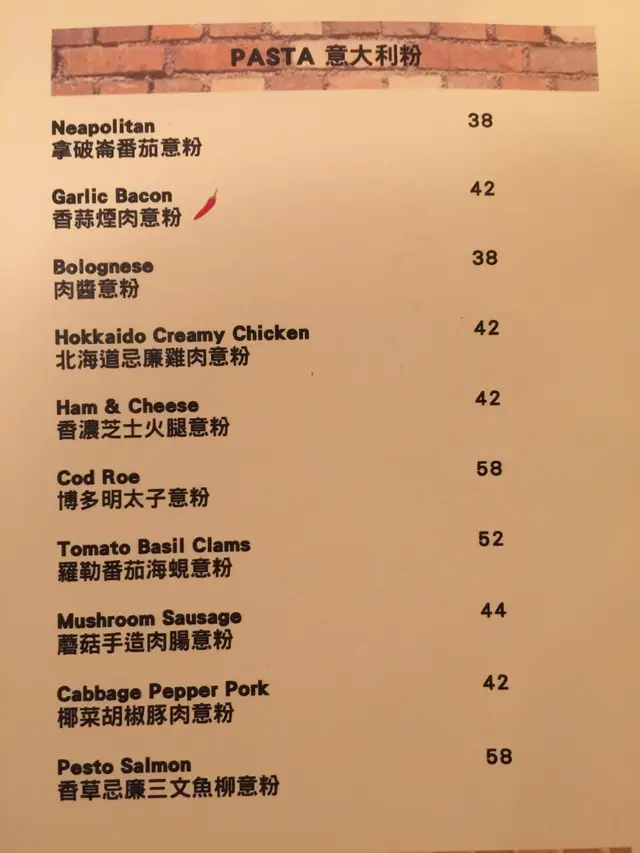 PASTA 意大利粉
Neapolitan 38
拿破崙番茄意粉
Garlic Bacon 42
香蒜煙肉意粉
Bolognese 38
肉醬意粉
Hokkaido Creamy Chicken 42
北海道忌廉雞肉意粉
Ham & Cheese 42
香濃芝士火腿意粉
Cod Roe 58
博多明太子意粉
Tomato Basil Clams 52
羅勒番茄海蜆意粉
Mushroom Sausage 44
蘑菇手造肉腸意粉
Cabbage Pepper Pork 42
椰菜胡椒豚肉意粉
Pesto Salmon 58
香草忌廉三文魚柳意粉